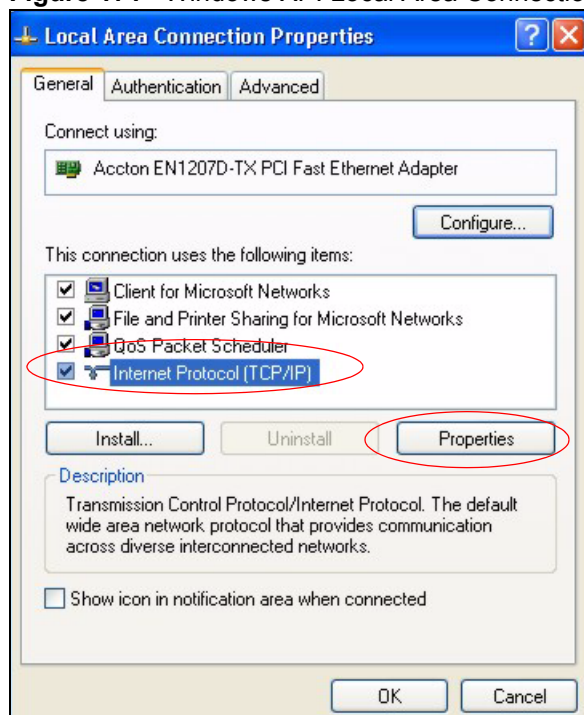 Local Area Connection Properties
General Authentication Advanced
Connect using:
Accton EN1207D-TX PCI Fast Ethernet Adapter
Configure...
This connection uses the following items:
Client for Microsoft Networks
File and Printer Sharing for Microsoft Networks
QoS Packet Scheduler
Internet Protocol (TCP/IP)
Install... Uninstall Properties
Description
Transmission Control Protocol/Internet Protocol. The default
wide area network protocol that provides communication
across diverse interconnected networks.
Show icon in notification area when connected
OK Cancel